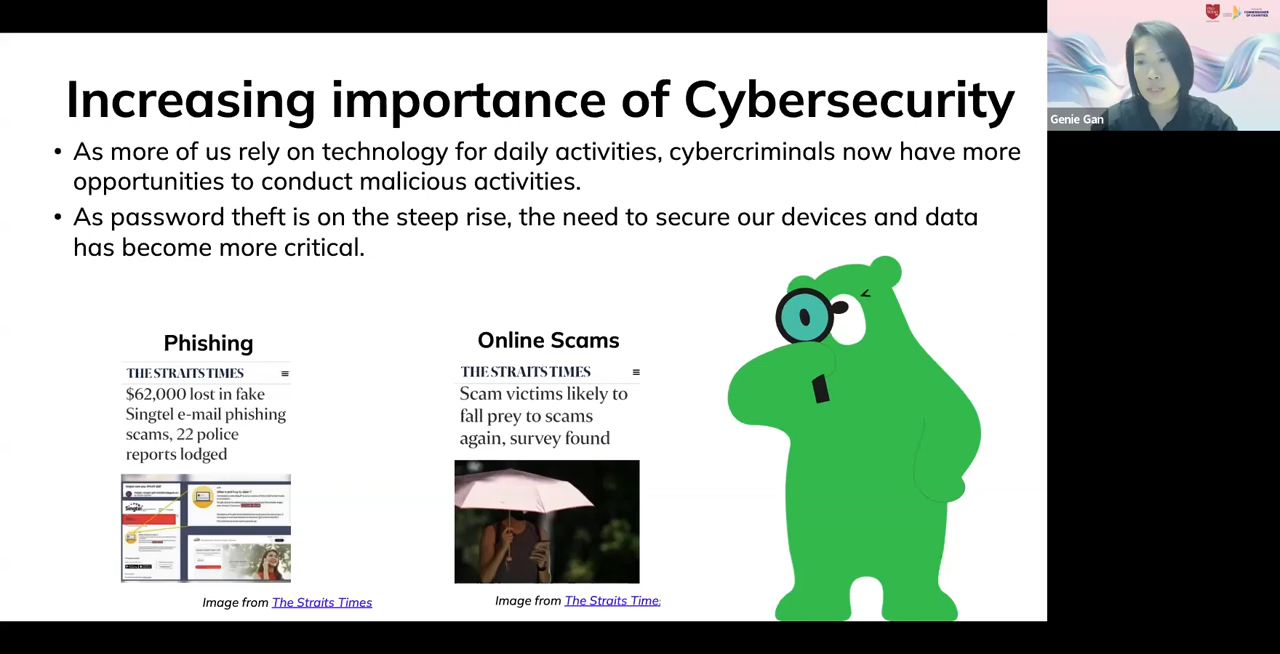 Increasing importance of Cybersecurity
• As more of us rely on technology for daily activities, cybercriminals now have more
opportunities to conduct malicious activities.
• As password theft is on the steep rise, the need to secure our devices and data
has become more critical.
Phishing
THE STRAITS TIMES
$62,000 lost in fake
Singtel e-mail phishing
scams, 22 police
reports lodged
Singtel
Image from The Straits Times
Online Scams
THE STRAITS TIMES
Scam victims likely to
fall prey to scams
again, survey found
Image from The Straits Time
COMMISSIONER
OF CHARITIES
Genie Gan